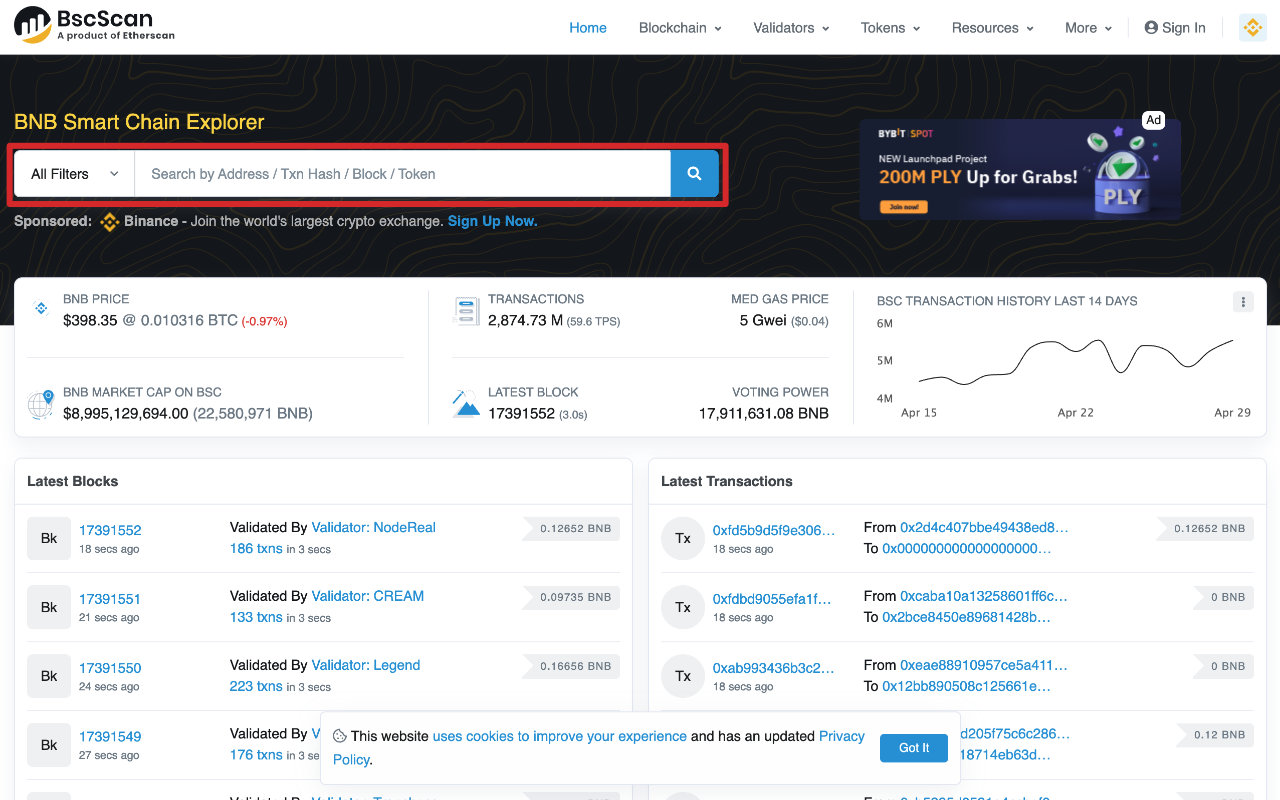 BscScan
A product of Etherscan
Home
Blockchain
Validators
Tokens
Resources
More
Sign In
BNB Smart Chain Explorer
All Filters
Search by Address / Txn Hash / Block / Token
Sponsored: Binance - Join the world's largest crypto exchange. Sign Up Now.
Ad
BYBIT SPOT
NEW Launchpad Project
200M PLY Up for Grabs!
Join now!
PLY
BNB PRICE
$398.35 @ 0.010316 BTC (-0.97%)
BNB MARKET CAP ON BSC
$8,995,129,694.00 (22,580,971 BNB)
TRANSACTIONS
2,874.73 M (59.6 TPS)
MED GAS PRICE
5 Gwei ($0.04)
LATEST BLOCK
17391552 (3.0s)
VOTING POWER
17,911,631.08 BNB
BSC TRANSACTION HISTORY LAST 14 DAYS
6M
5M
4M
Apr 15
Apr 22
Apr 29
Latest Blocks
Bk
17391552
18 secs ago
Validated By Validator: NodeReal
186 txns in 3 secs
0.12652 BNB
Bk
17391551
21 secs ago
Validated By Validator: CREAM
133 txns in 3 secs
0.09735 BNB
Bk
17391550
24 secs ago
Validated By Validator: Legend
223 txns in 3 secs
0.16656 BNB
Bk
17391549
27 secs ago
Validated By V
176 txns in 3 se
Latest Transactions
Tx
0xfd5b9d5f9e306...
18 secs ago
From 0x2d4c407bbe49438ed8...
To 0x000000000000000000...
0.12652 BNB
Tx
0xfdbd9055efa1f...
18 secs ago
From 0xcaba10a13258601ff6c...
To 0x2bce8450e89681428b...
0 BNB
Tx
0xab993436b3c2...
18 secs ago
From 0xeae88910957ce5a411...
To 0x12bb890508c125661e...
0 BNB
d205f75c6c286...
18714eb63d...
0.12 BNB
This website uses cookies to improve your experience and has an updated Privacy
Policy.
Got It